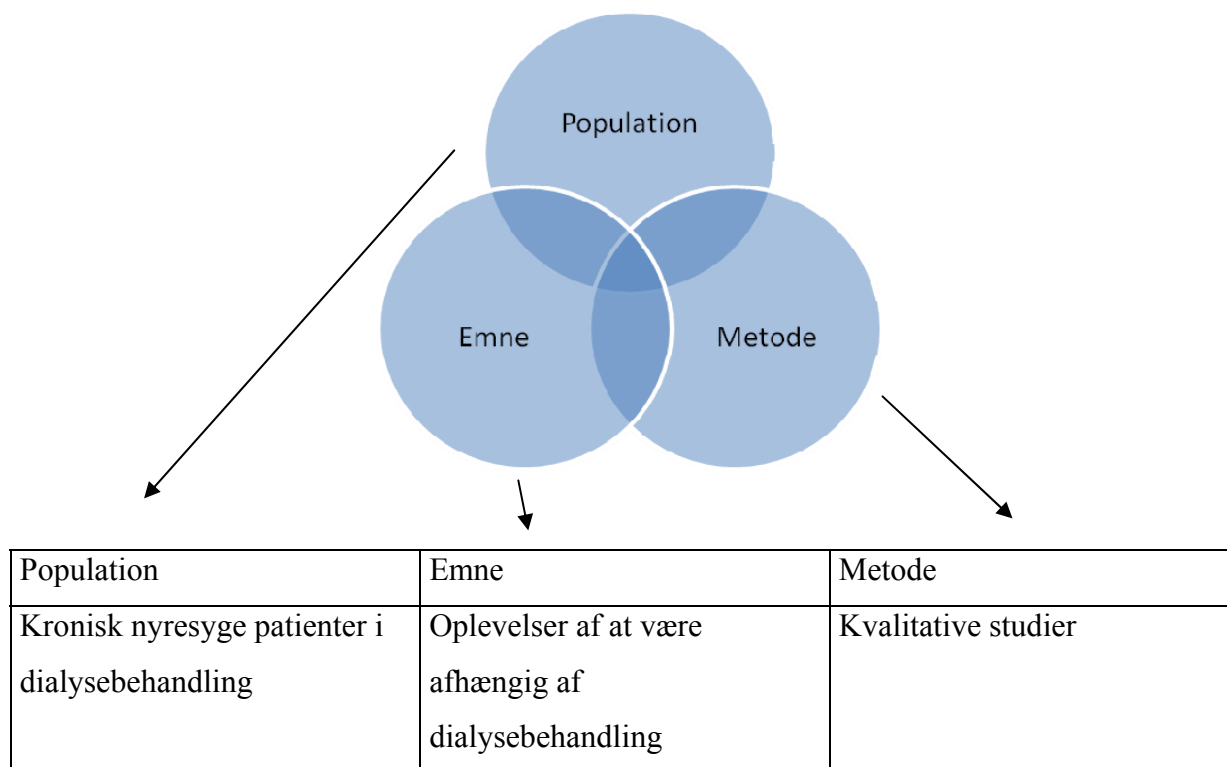 Population
Emne
Metode
Population
Emne
Metode
Kronisk nyresyge patienter i
dialysebehandling
Oplevelser af at være
afhængig af
dialysebehandling
Kvalitative studier